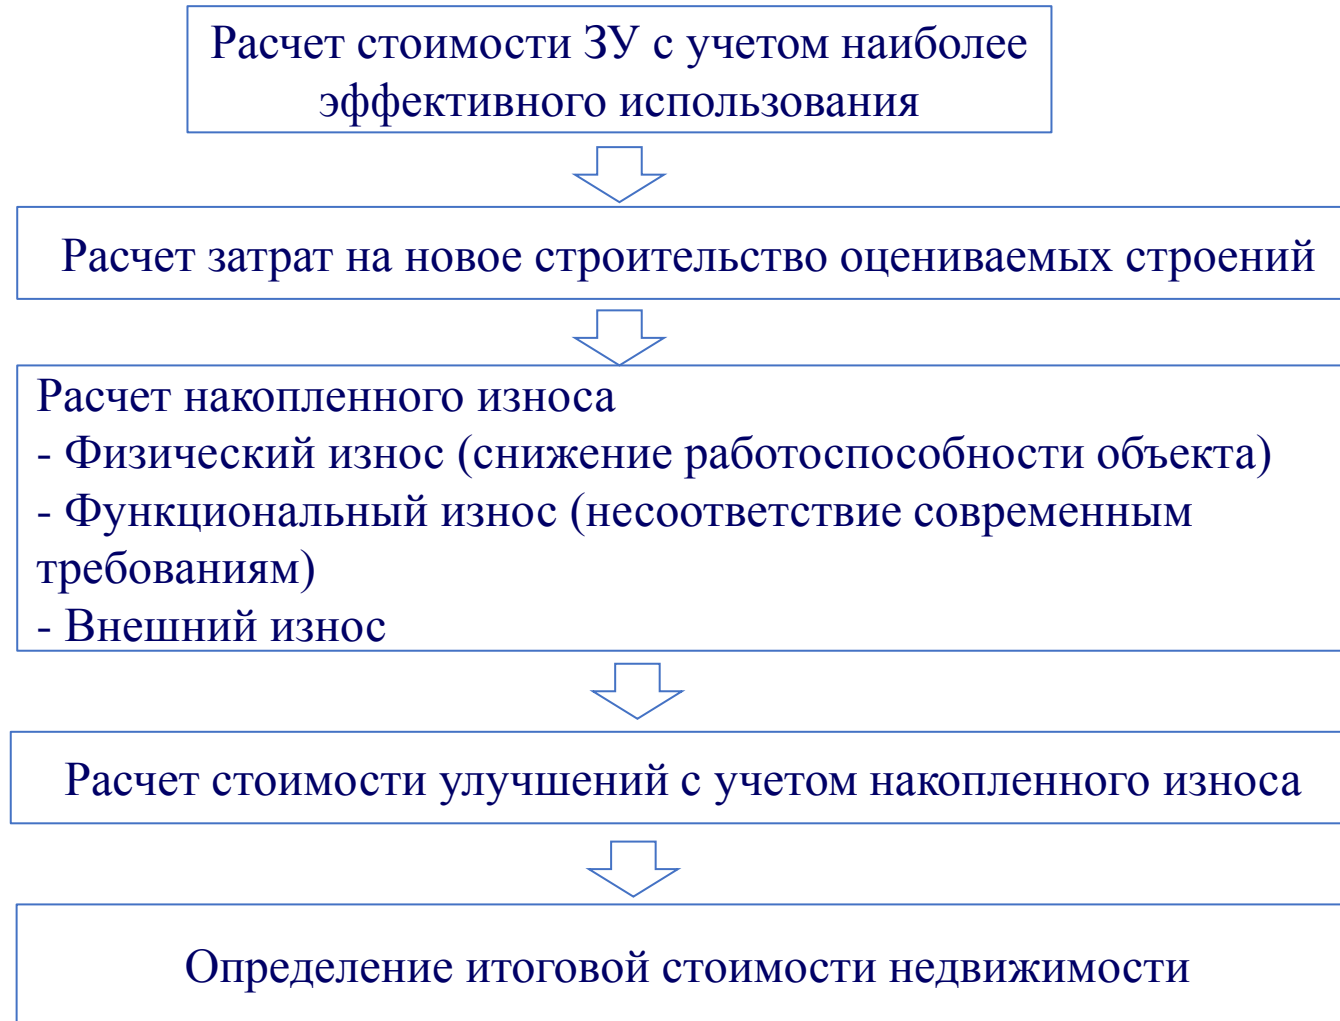 Расчет стоимости ЗУ с учетом наиболее
эффективного использования
Расчет затрат на новое строительство оцениваемых строений
Расчет накопленного износа
- Физический износ (снижение работоспособности объекта)
- Функциональный износ (несоответствие современным
требованиям)
- Внешний износ
Расчет стоимости улучшений с учетом накопленного износа
Определение итоговой стоимости недвижимости